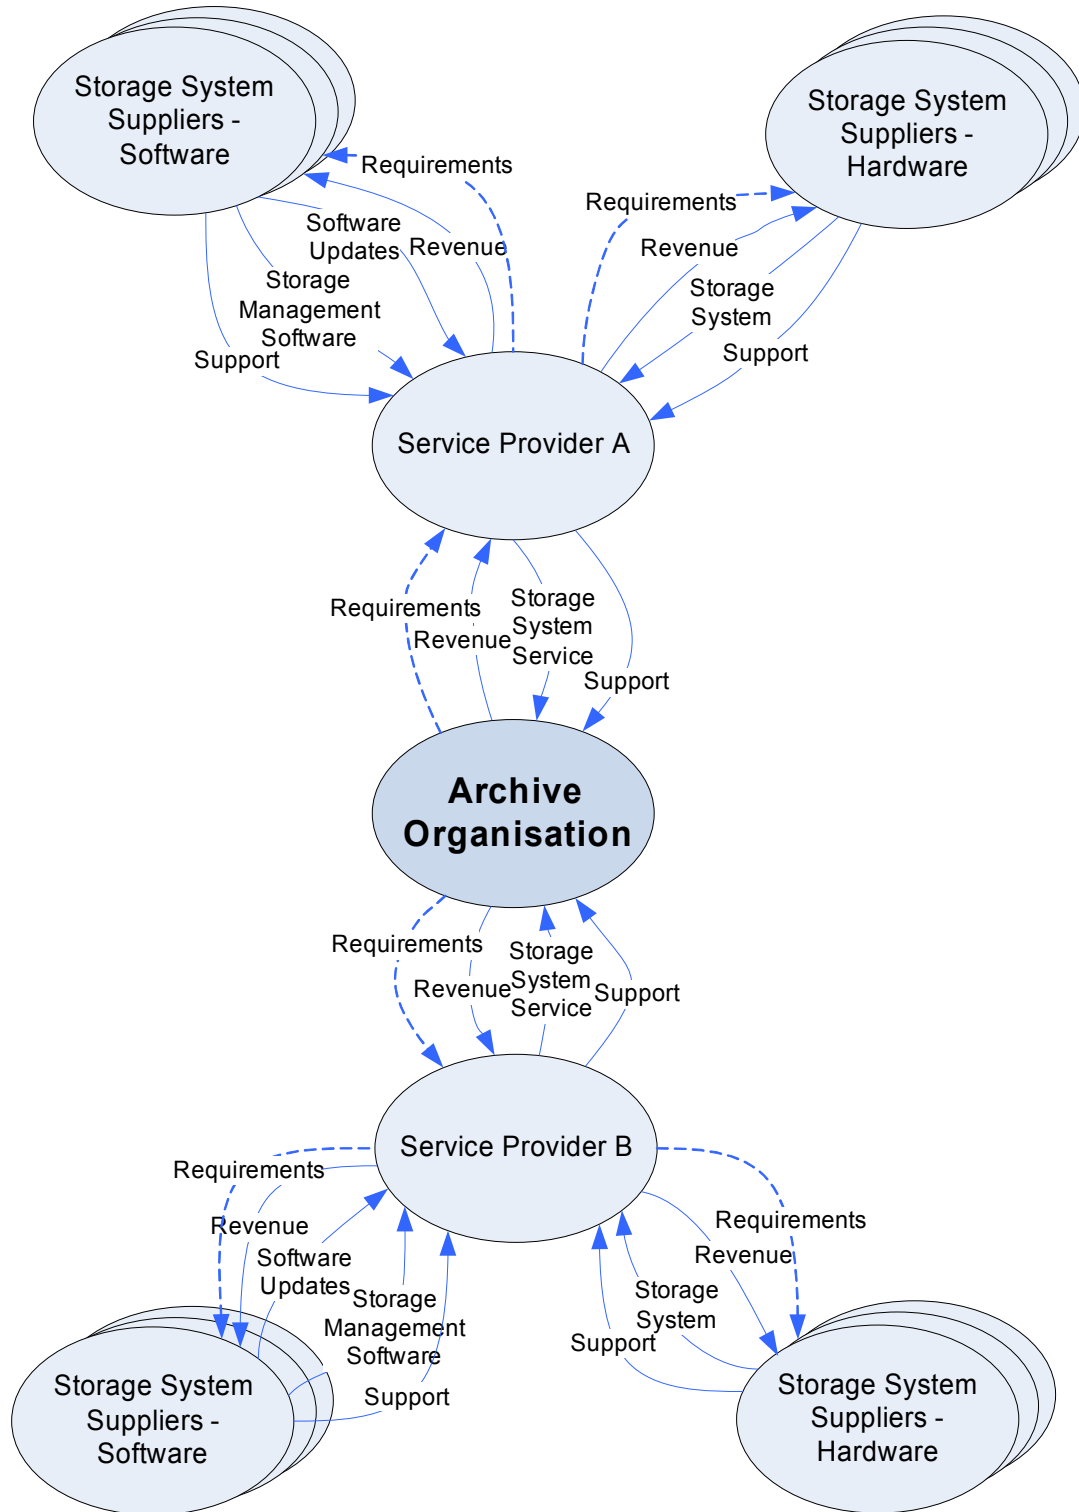 Storage System
Suppliers -
Software
Storage System
Suppliers -
Hardware
Requirements
Requirements
Software
Updates
Revenue
Revenue
Storage
Management
Software
Storage
System
Support
Support
Service Provider A
Requirements
Revenue
Storage
System
Service
Support
Archive
Organisation
Requirements
Revenue
Storage
System
Service
Support
Service Provider B
Requirements
Revenue
Software
Updates
Storage
Management
Software
Support
Requirements
Revenue
Storage
System
Support
Storage System
Suppliers -
Software
Storage System
Suppliers -
Hardware